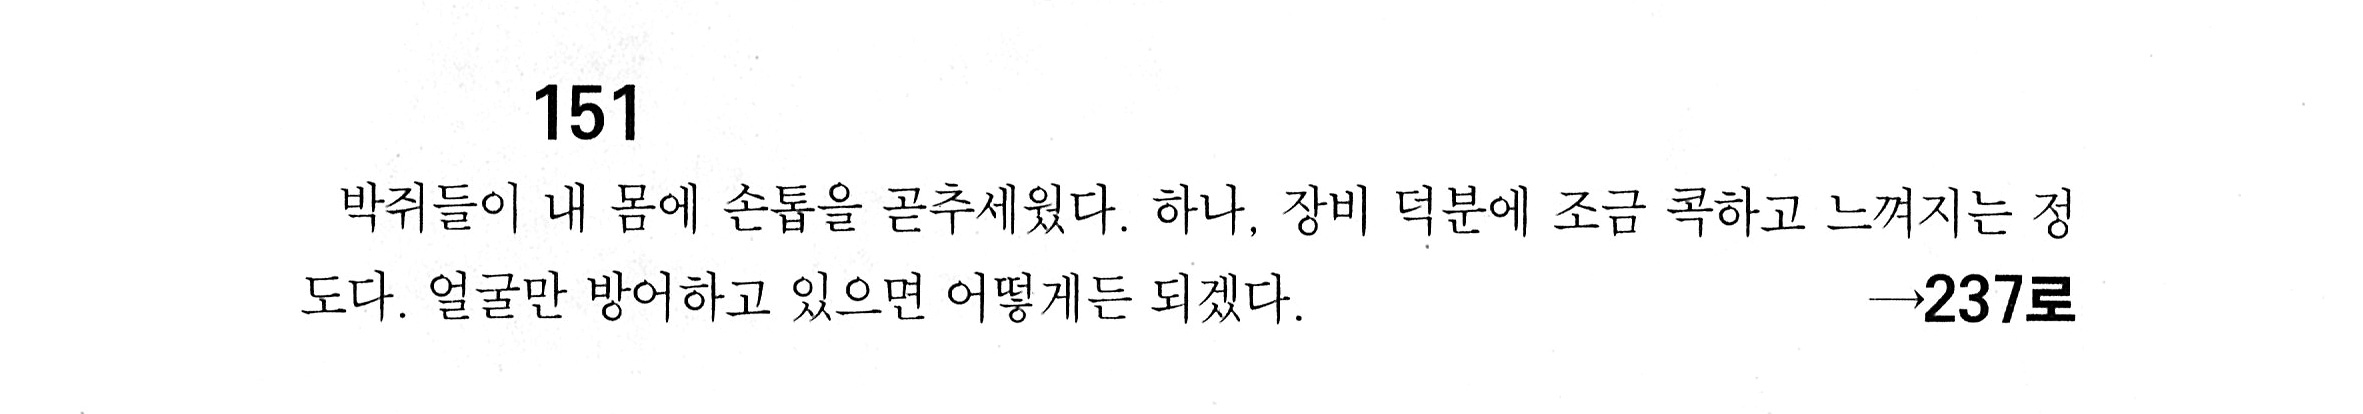 151
박쥐들이 내 몸에 손톱을 곧추세웠다. 하나, 장비 덕분에 조금 콕하고 느껴지는 정
도다. 얼굴만 방어하고 있으면 어떻게든 되겠다. →237로